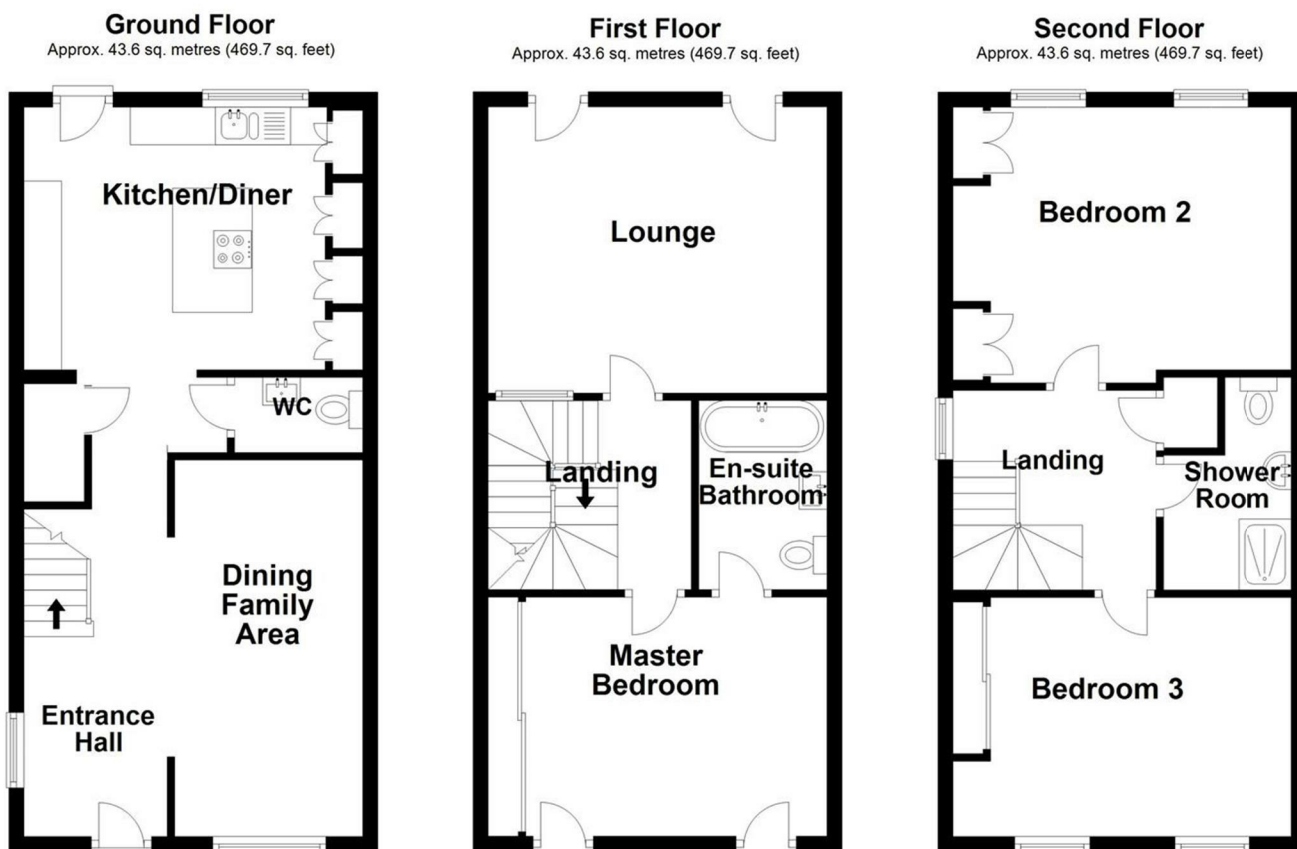 Ground Floor
Approx. 43.6 sq. metres (469.7 sq. feet)
Kitchen/Diner
WC
Dining
Family
Area
Entrance
Hall
First Floor
Approx. 43.6 sq. metres (469.7 sq. feet)
Lounge
Landing
En-suite
Bathroom
Master
Bedroom
Second Floor
Approx. 43.6 sq. metres (469.7 sq. feet)
Bedroom 2
Landing
Shower
Room
Bedroom 3